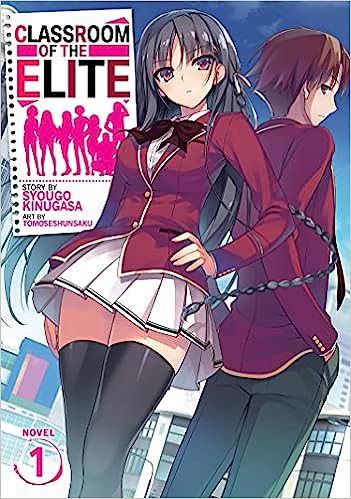 CLASSROOM
OF THE
ELITE
STORY BY
SYOUGO
KINUGASA
ART BY
TOMOSESHUNSAKU
NOVEL
1